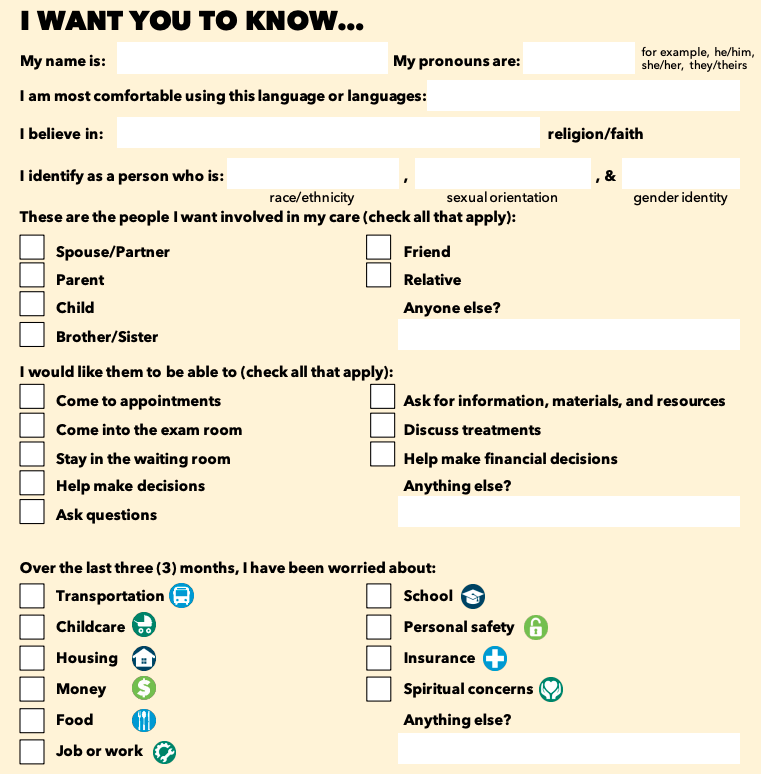 I WANT YOU TO KNOW...
My name is:
My pronouns are:
for example, he/him,
she/her, they/theirs
I am most comfortable using this language or languages:
I believe in:
religion/faith
I identify as a person who is:
, 
, &
race/ethnicity
sexual orientation
gender identity
These are the people I want involved in my care (check all that apply):
Spouse/Partner
Parent
Child
Brother/Sister
Friend
Relative
Anyone else?
I would like them to be able to (check all that apply):
Come to appointments
Come into the exam room
Stay in the waiting room
Help make decisions
Ask questions
Ask for information, materials, and resources
Discuss treatments
Help make financial decisions
Anything else?
Over the last three (3) months, I have been worried about:
Transportation
Childcare
Housing
Money
$
Food
Job or work
School
Personal safety
Insurance
Spiritual concerns
Anything else?